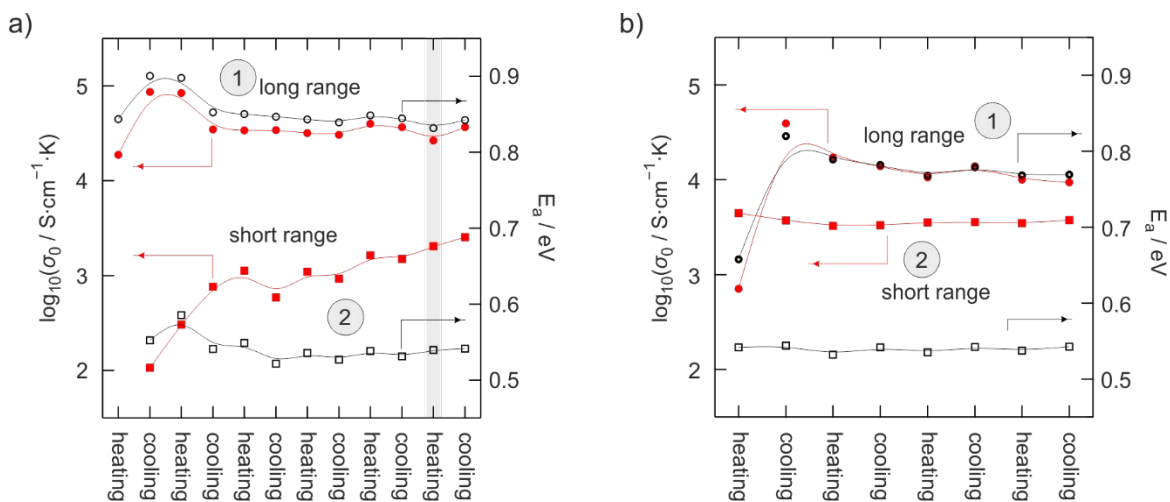 a)
5
4
3
2
log₁₀(σ₀ / S·cm⁻¹·K)
0.9
0.8
0.7
0.6
0.5
Eₐ / eV
1
long range
short range
2
heating
cooling
heating
cooling
heating
cooling
heating
cooling
heating
cooling
heating
cooling
b)
5
4
3
2
log₁₀(σ₀ / S·cm⁻¹·K)
0.9
0.8
0.7
0.6
0.5
Eₐ / eV
1
long range
2
short range
heating
cooling
heating
cooling
heating
cooling
heating
cooling